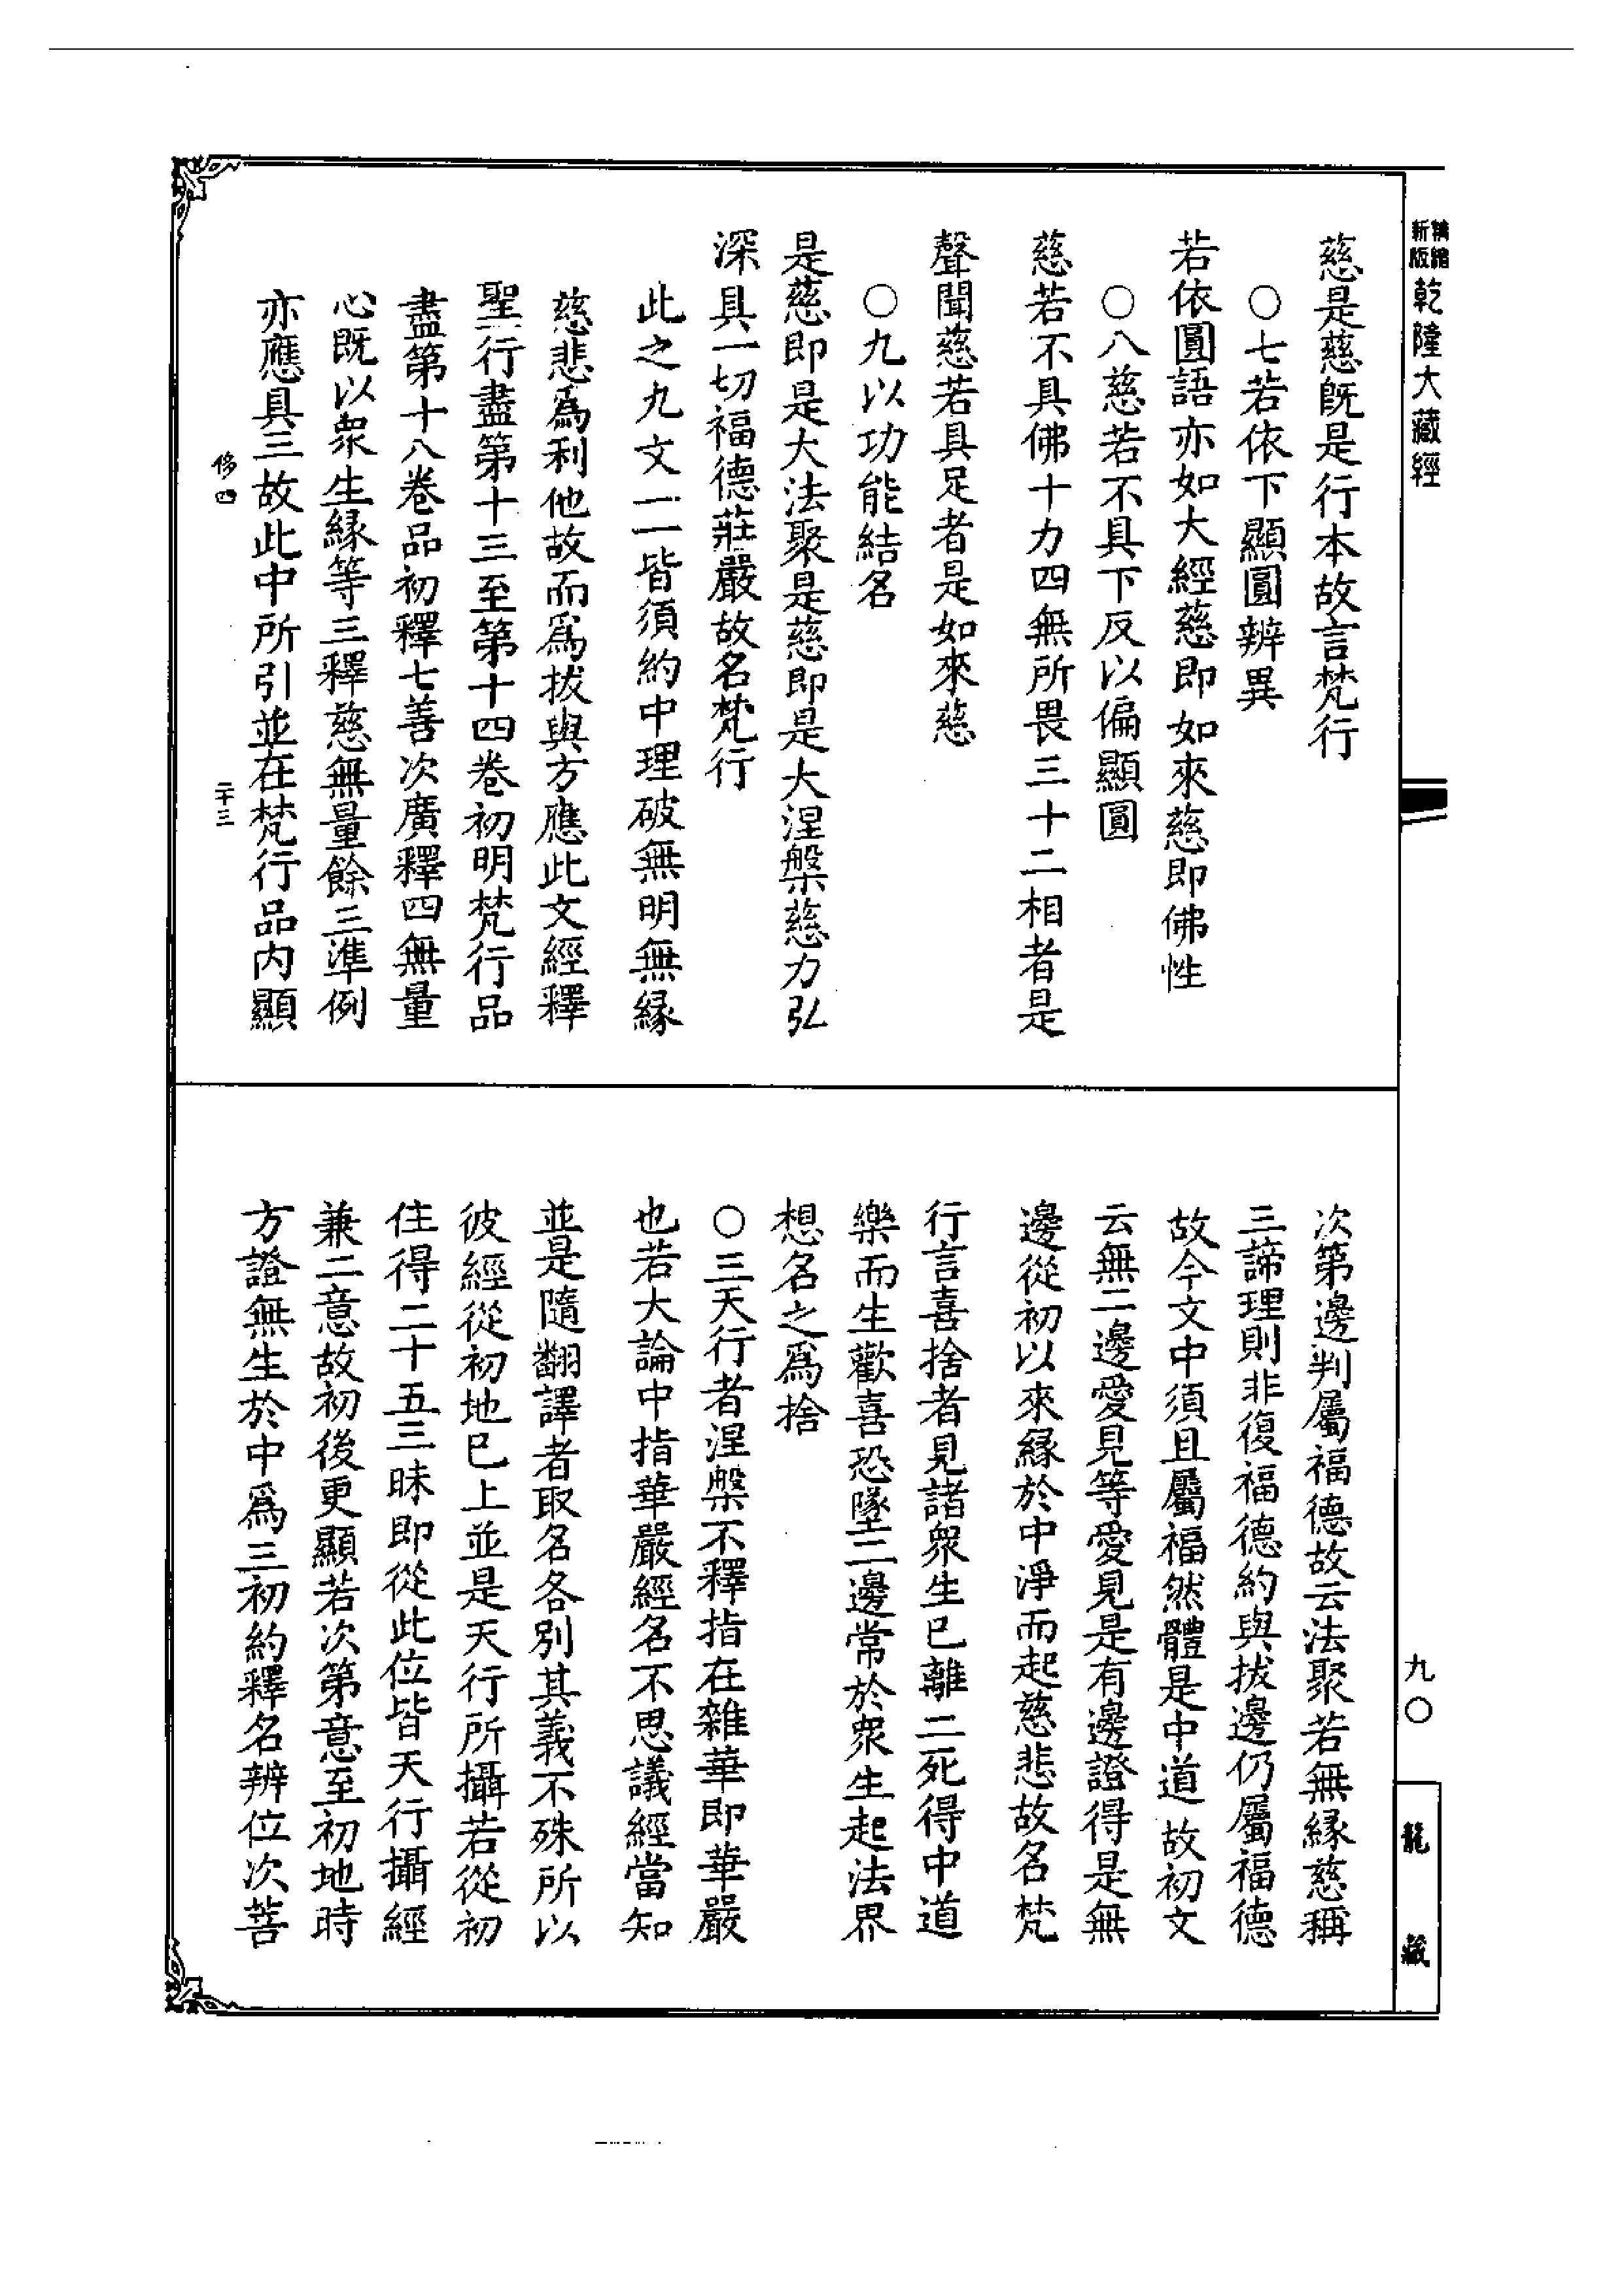 精縮
新版
乾隆大藏經
慈是慈既是行本故言梵行
○七若依下顯圓辨異
若依圓語亦如大經慈即如來慈即佛性
○八慈若不具下反以偏顯圓
慈若不具佛十力四無所畏三十二相者是
聲聞慈若具足者是如來慈
○九以功能結名
是慈即是大法聚是慈即是大涅槃慈力弘
深具一切福德莊嚴故名梵行
此之九文一一皆須約中理破無明無緣
慈悲爲利他故而爲拔與方應此文經釋
聖行盡第十三至第十四卷初明梵行品
盡第十八卷品初釋七善次廣釋四無量
心既以衆生緣等三釋慈無量餘三準例
亦應具三故此中所引並在梵行品內顯
侈四
二十三
次第邊判屬福德故云法聚若無緣慈稱
三諦理則非復福德約與拔邊仍屬福德
故今文中須且屬福然體是中道故初文
云無二邊愛見等愛見是有邊證得是無
邊從初以來緣於中淨而起慈悲故名梵
行言喜捨者見諸衆生已離二死得中道
樂而生歡喜恐墜二邊常於衆生起法界
想名之爲捨
○三天行者涅槃不釋指在雜華即華嚴
也若大論中指華嚴經名不思議經當知
並是隨翻譯者取名各別其義不殊所以
彼經從初地已上並是天行所攝若從初
住得二十五三昧即從此位皆天行攝經
兼二意故初後更顯若次第意至初地時
方證無生於中爲三初約釋名辨位次菩
九○
龍藏